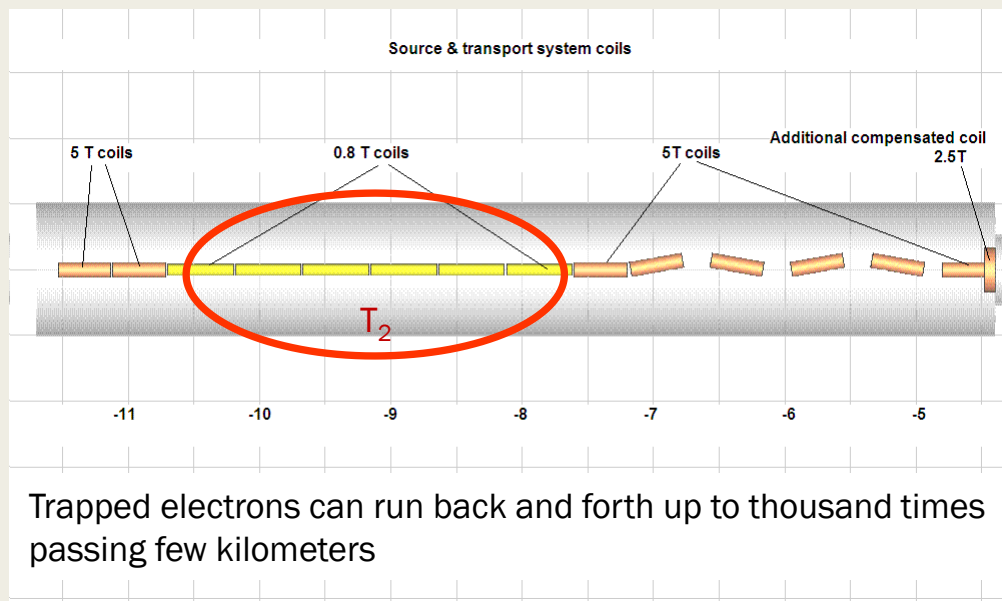 Source & transport system coils
Additional compensated coil
5 T coils
0.8 T coils
5T coils
2.5T
T₂
-11
-10
-9
-8
-7
-6
-5
Trapped electrons can run back and forth up to thousand times
passing few kilometers